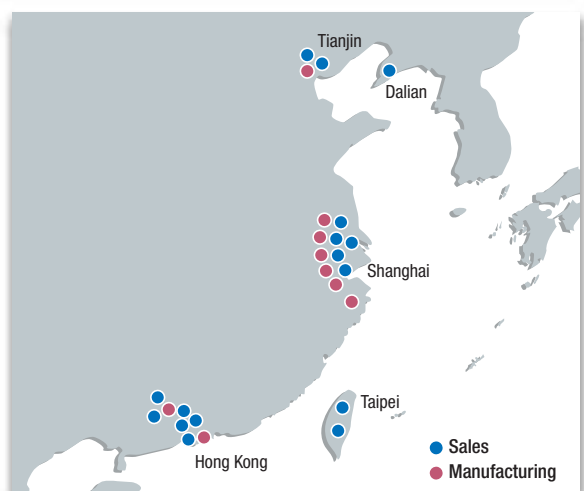 Tianjin
Dalian
Shanghai
Taipei
Hong Kong
Sales
Manufacturing